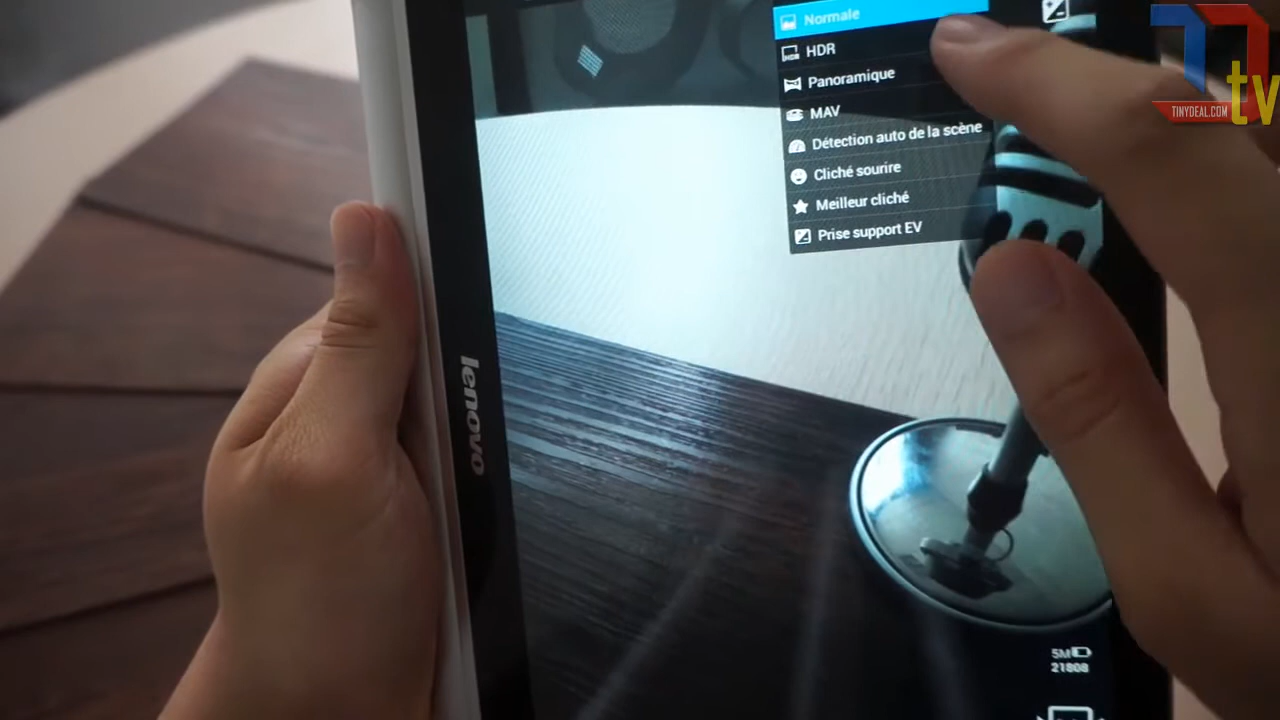 Normale
HDR
Panoramique
MAV
Détection auto de la scène
Cliché sourire
Meilleur cliché
Prise support EV
lenovo
5M
21808
TINYDEAL.COM
tv